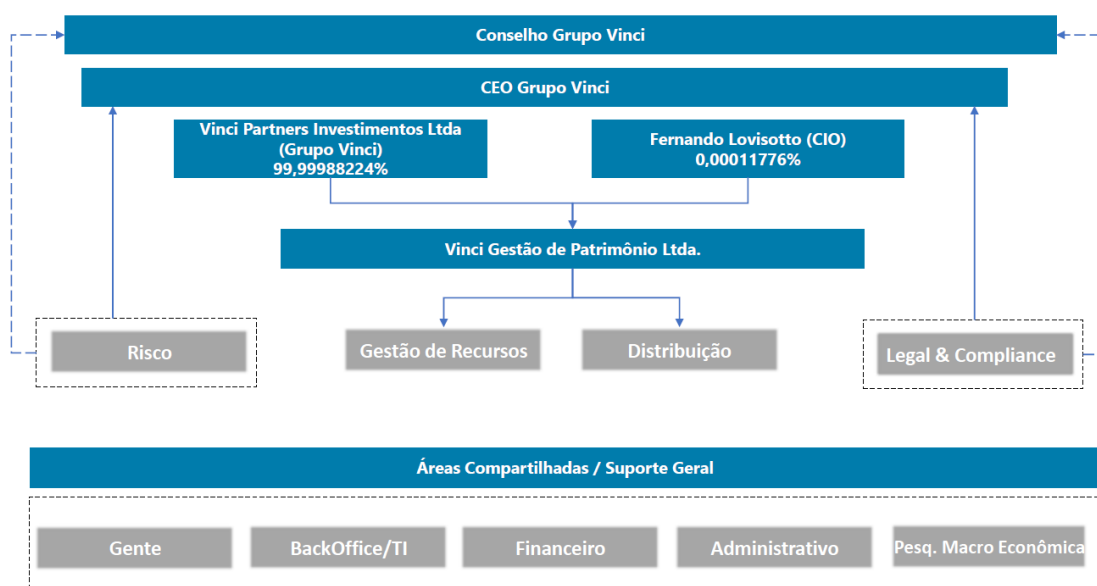 Conselho Grupo Vinci
CEO Grupo Vinci
Vinci Partners Investimentos Ltda
(Grupo Vinci)
99,99988224%
Fernando Lovisotto (CIO)
0,00011776%
Vinci Gestão de Patrimônio Ltda.
Risco
Gestão de Recursos
Distribuição
Legal & Compliance
Áreas Compartilhadas / Suporte Geral
Gente
BackOffice/TI
Financeiro
Administrativo
Pesq. Macro Econômica